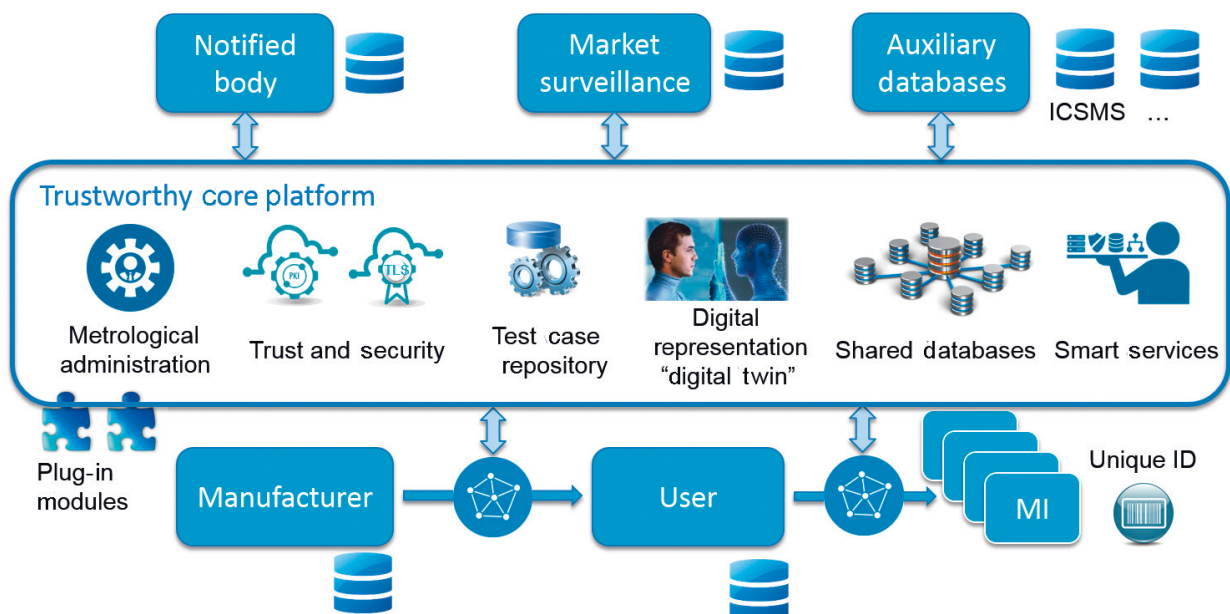 Notified
body
Market
surveillance
Auxiliary
databases
ICSMS ...
Trustworthy core platform
PKI
TLS
Metrological
administration
Trust and security
Test case
repository
Digital
representation
“digital twin”
Shared databases
Smart services
Plug-in
modules
Manufacturer
User
MI
Unique ID